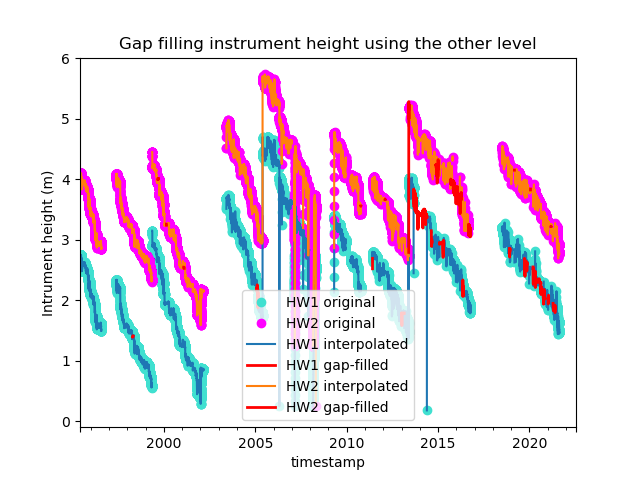 Gap filling instrument height using the other level
Intrument height (m)
6
5
4
3
2
1
0
HW1 original
HW2 original
HW1 interpolated
HW1 gap-filled
HW2 interpolated
HW2 gap-filled
2000
2005
2010
2015
2020
timestamp